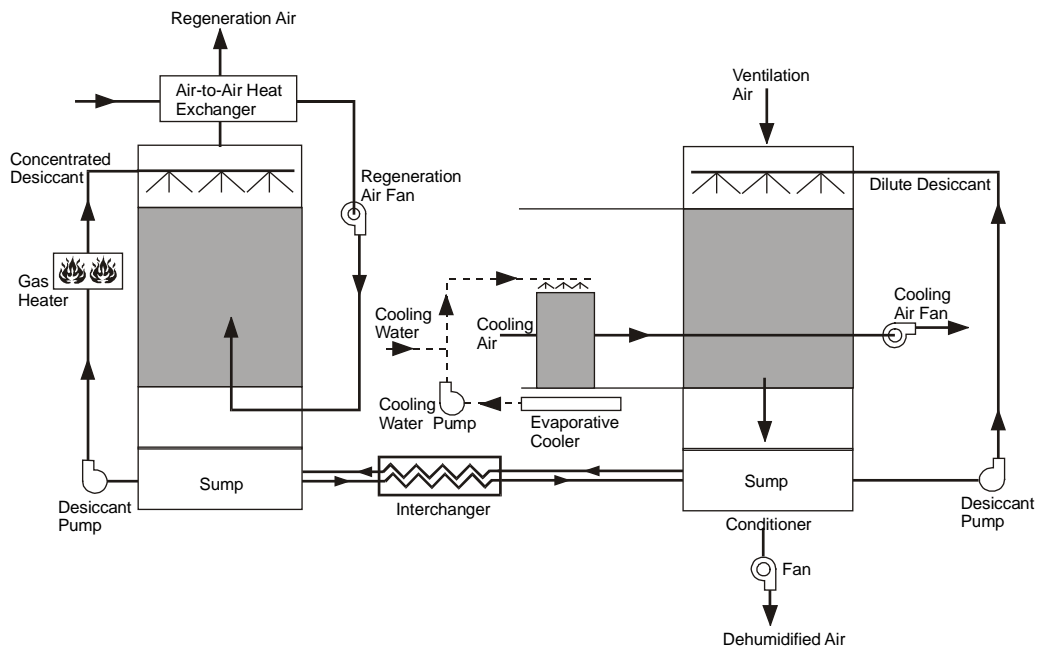 Regeneration Air
Air-to-Air Heat
Exchanger
Ventilation
Air
Concentrated
Desiccant
Regeneration
Air Fan
Dilute Desiccant
Gas
Heater
Cooling
Water
Cooling
Air
Cooling
Air Fan
Cooling
Water
Pump
Evaporative
Cooler
Sump
Interchanger
Sump
Desiccant
Pump
Conditioner
Desiccant
Pump
Fan
Dehumidified Air